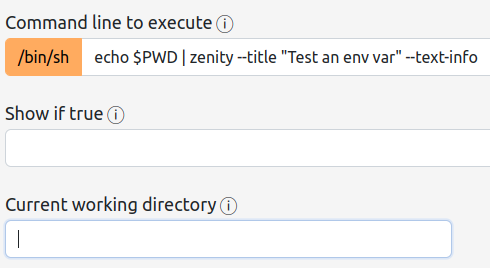 Command line to execute
/bin/sh echo $PWD | zenity --title "Test an env var" --text-info
Show if true
Current working directory